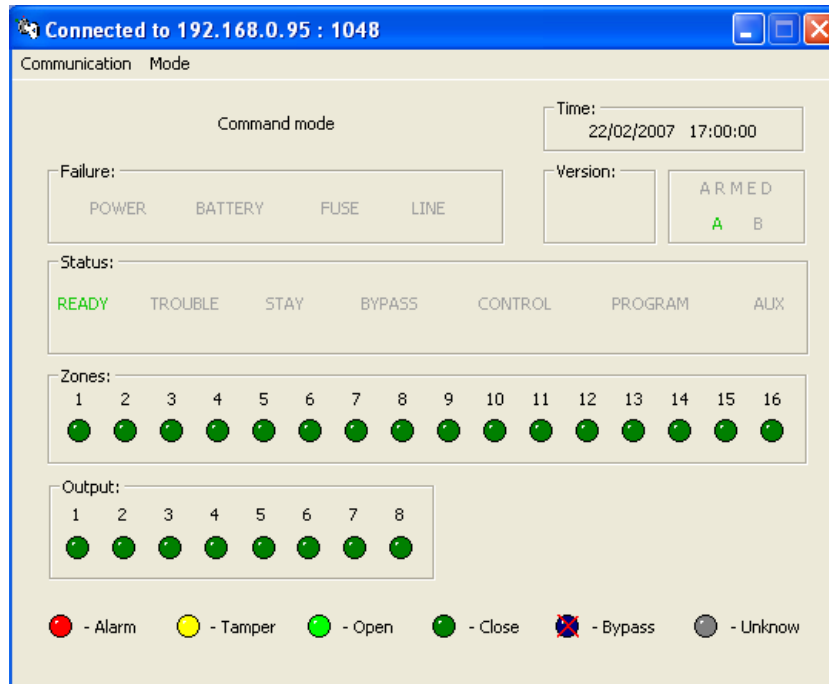 Connected to 192.168.0.95 : 1048
Communication Mode
Command mode
Time:
22/02/2007 17:00:00
Failure:
POWER BATTERY FUSE LINE
Version:
ARMED
A B
Status:
READY TROUBLE STAY BYPASS CONTROL PROGRAM AUX
Zones:
1 2 3 4 5 6 7 8 9 10 11 12 13 14 15 16
Output:
1 2 3 4 5 6 7 8
- Alarm - Tamper - Open - Close - Bypass - Unknow